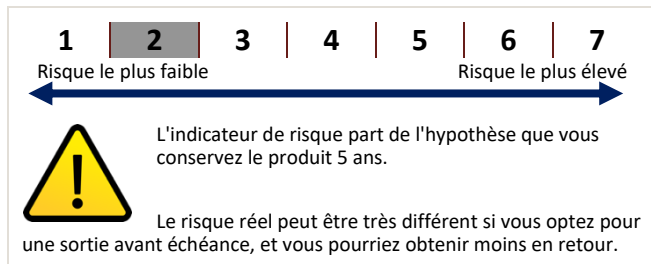 1 2 3 4 5 6 7
Risque le plus faible Risque le plus élevé
L'indicateur de risque part de l'hypothèse que vous
conservez le produit 5 ans.
Le risque réel peut être très différent si vous optez pour
une sortie avant échéance, et vous pourriez obtenir moins en retour.